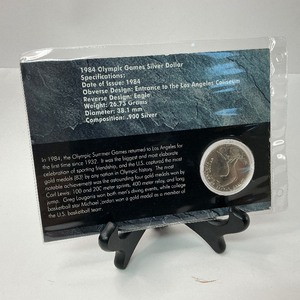 1984 Olympic Games Silver Dollar
Specifications:
Date of Issue: 1984
Obverse Design: Entrance to the Los Angeles Coliseum
Reverse Design: Eagle
Weight: 26.73 Grams
Diameter: 38.1 mm
Composition: .900 Silver
In 1984, the Olympic Summer Games returned to Los Angeles for
the first time since 1932. It was the biggest and most elaborate
celebration of sporting friendship, and the U.S. captured the most
gold medals (83) in any nation in Olympic history. The most
notable achievement was the outstanding four gold medals won by
Carl Lewis: 100 and 200 meter sprints, 400 meter relay, and long
jump. Greg Louganis won both men's diving events, while college
basketball star Michael Jordan won a gold medal as a member of
the U.S. basketball team.